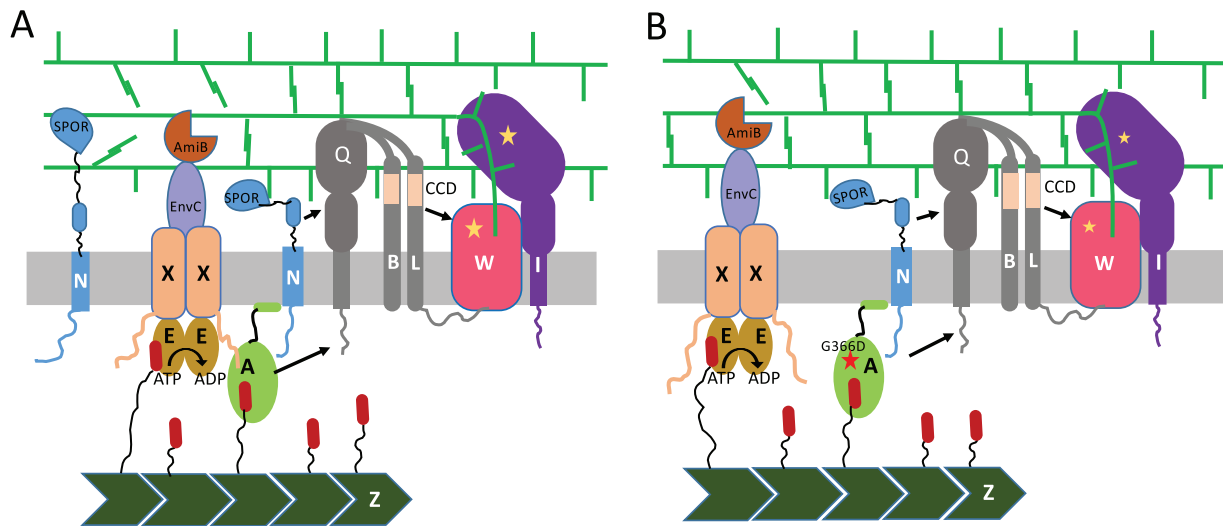 A
B
SPOR
AmiB
EnvC
SPOR
Q
CCD
N
X X
N
B L
W
I
E E
ATP ADP
A
Z
AmiB
EnvC
SPOR
Q
CCD
X X
N
B L
W
I
E E
ATP ADP
G366D
A
Z